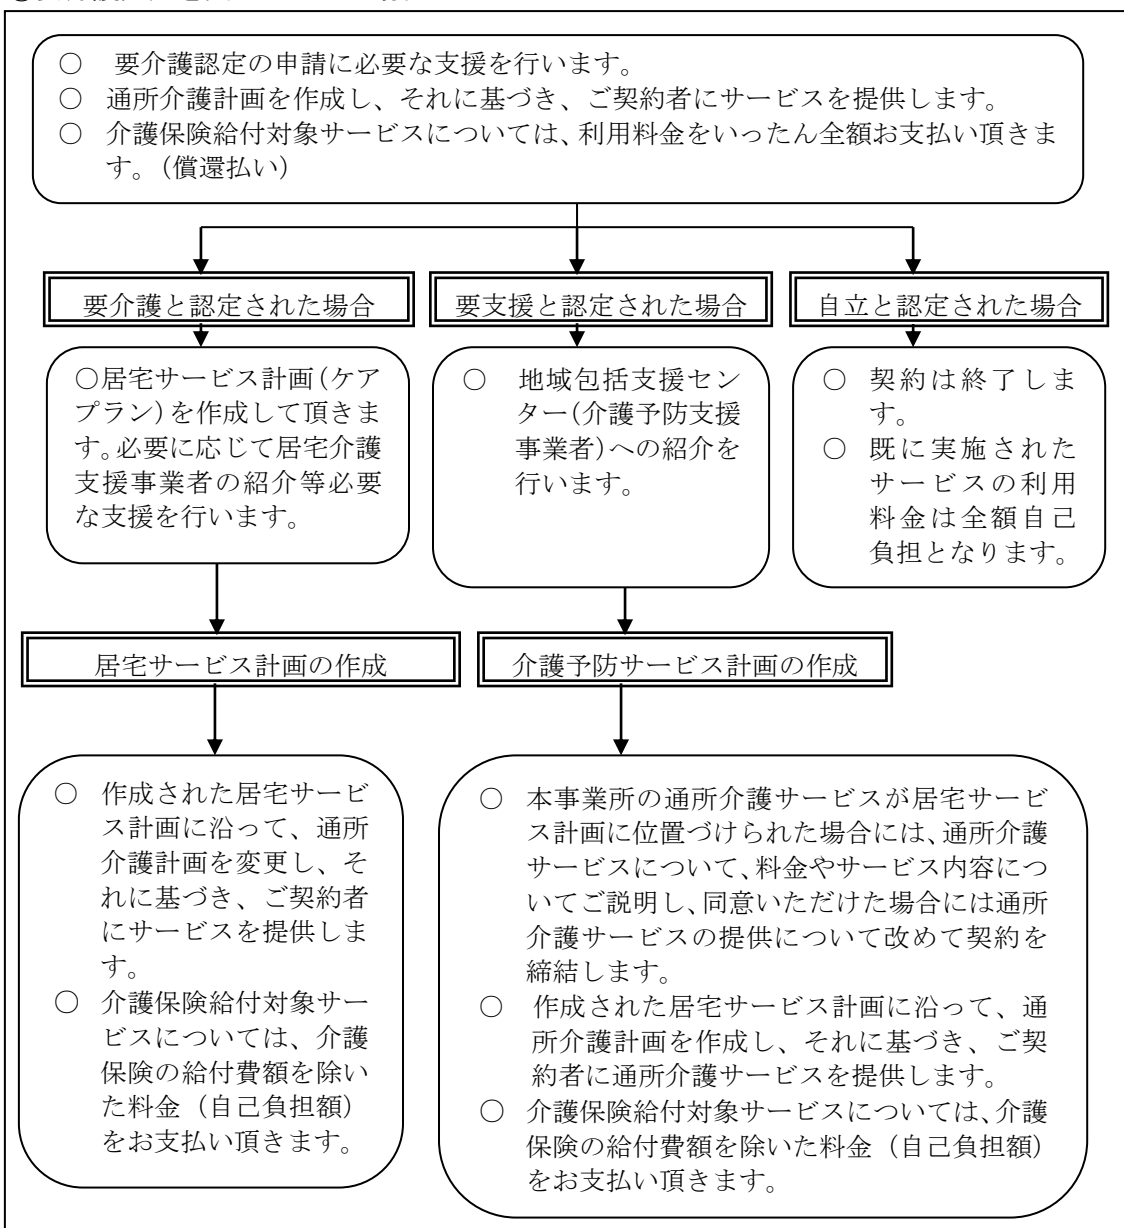 ○ 要介護認定の申請に必要な支援を行います。
○ 通所介護計画を作成し、それに基づき、ご契約者にサービスを提供します。
○ 介護保険給付対象サービスについては、利用料金をいったん全額お支払い頂きま
す。（償還払い）
要介護と認定された場合
要支援と認定された場合
自立と認定された場合
○居宅サービス計画（ケア
プラン）を作成して頂きま
す。必要に応じて居宅介護
支援事業者の紹介等必要
な支援を行います。
○ 地域包括支援セン
ター（介護予防支援
事業者）への紹介を
行います。
○ 契約は終了しま
す。
○ 既に実施された
サービスの利用
料金は全額自己
負担となります。
居宅サービス計画の作成
介護予防サービス計画の作成
○ 作成された居宅サービ
ス計画に沿って、通所
介護計画を変更し、そ
れに基づき、ご契約者
にサービスを提供しま
す。
○ 介護保険給付対象サー
ビスについては、介護
保険の給付費額を除い
た料金（自己負担額）
をお支払い頂きます。
○ 本事業所の通所介護サービスが居宅サービ
ス計画に位置づけられた場合には、通所介護
サービスについて、料金やサービス内容につ
いてご説明し、同意いただけた場合には通所
介護サービスの提供について改めて契約を
締結します。
○ 作成された居宅サービス計画に沿って、通
所介護計画を作成し、それに基づき、ご契
約者に通所介護サービスを提供します。
○ 介護保険給付対象サービスについては、介護
保険の給付費額を除いた料金（自己負担額）
をお支払い頂きます。